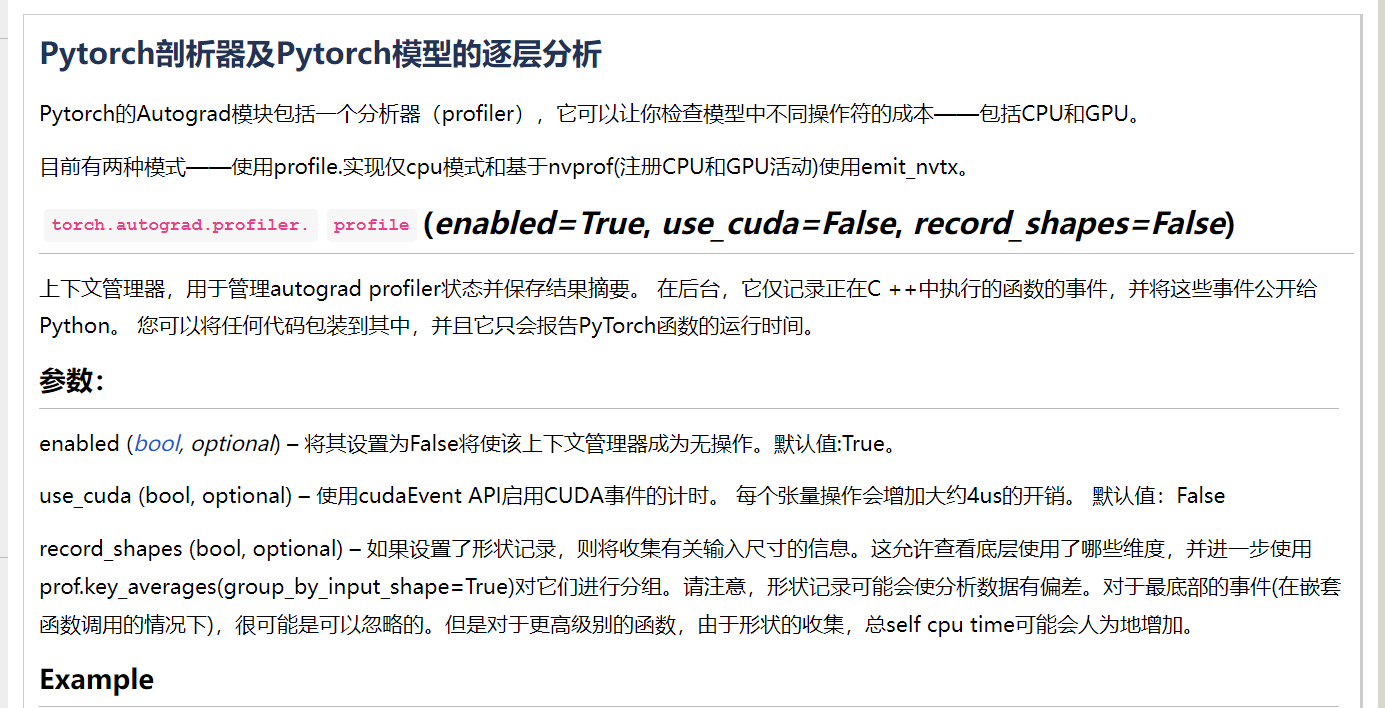 Pytorch剖析器及Pytorch模型的逐层分析
Pytorch的Autograd模块包括一个分析器（profiler），它可以让你检查模型中不同操作符的成本——包括CPU和GPU。
目前有两种模式——使用profile.实现仅cpu模式和基于nvprof(注册CPU和GPU活动)使用emit_nvtx。
torch.autograd.profiler. profile (enabled=True, use_cuda=False, record_shapes=False)
上下文管理器，用于管理autograd profiler状态并保存结果摘要。 在后台，它仅记录正在C ++中执行的函数的事件，并将这些事件公开给
Python。 您可以将任何代码包装到其中，并且它只会报告PyTorch函数的运行时间。
参数：
enabled (bool, optional) – 将其设置为False将使该上下文管理器成为无操作。默认值:True。
use_cuda (bool, optional) – 使用cudaEvent API启用CUDA事件的计时。 每个张量操作会增加大约4us的开销。 默认值：False
record_shapes (bool, optional) – 如果设置了形状记录，则将收集有关输入尺寸的信息。这允许查看底层使用了哪些维度，并进一步使用
prof.key_averages(group_by_input_shape=True)对它们进行分组。请注意，形状记录可能会使分析数据有偏差。对于最底部的事件(在嵌套
函数调用的情况下)，很可能是可以忽略的。但是对于更高级别的函数，由于形状的收集，总self cpu time可能会人为地增加。
Example